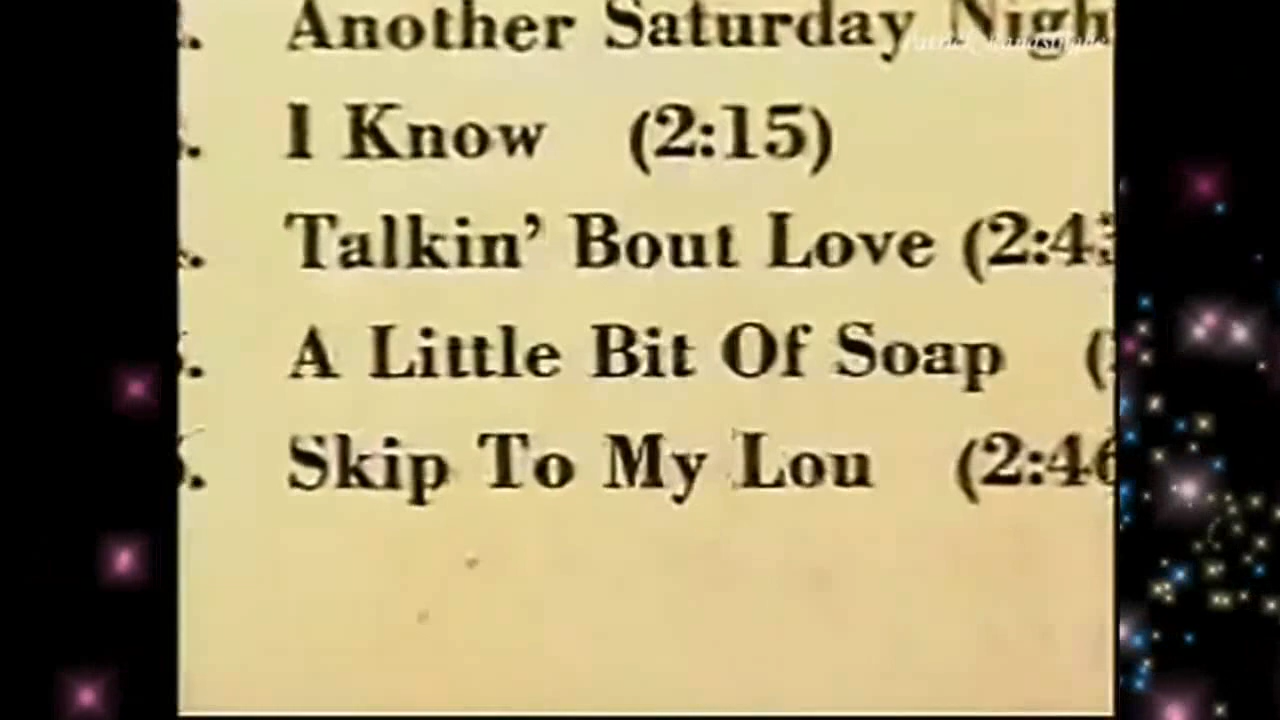 . Another Saturday Nigh
. I Know (2:15)
. Talkin' Bout Love (2:4
. A Little Bit Of Soap (
. Skip To My Lou (2:46